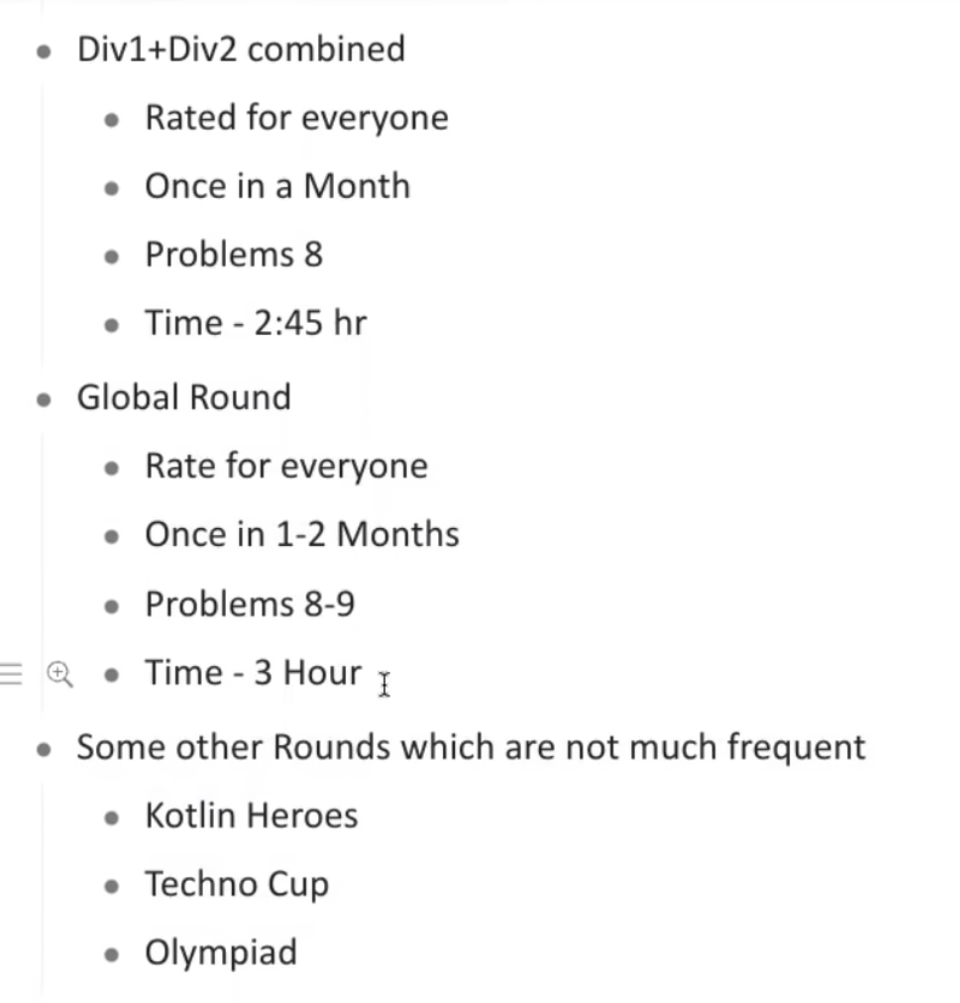 Div1+Div2 combined
Rated for everyone
Once in a Month
Problems 8
Time - 2:45 hr
Global Round
Rate for everyone
Once in 1-2 Months
Problems 8-9
Time - 3 Hour
Some other Rounds which are not much frequent
Kotlin Heroes
Techno Cup
Olympiad